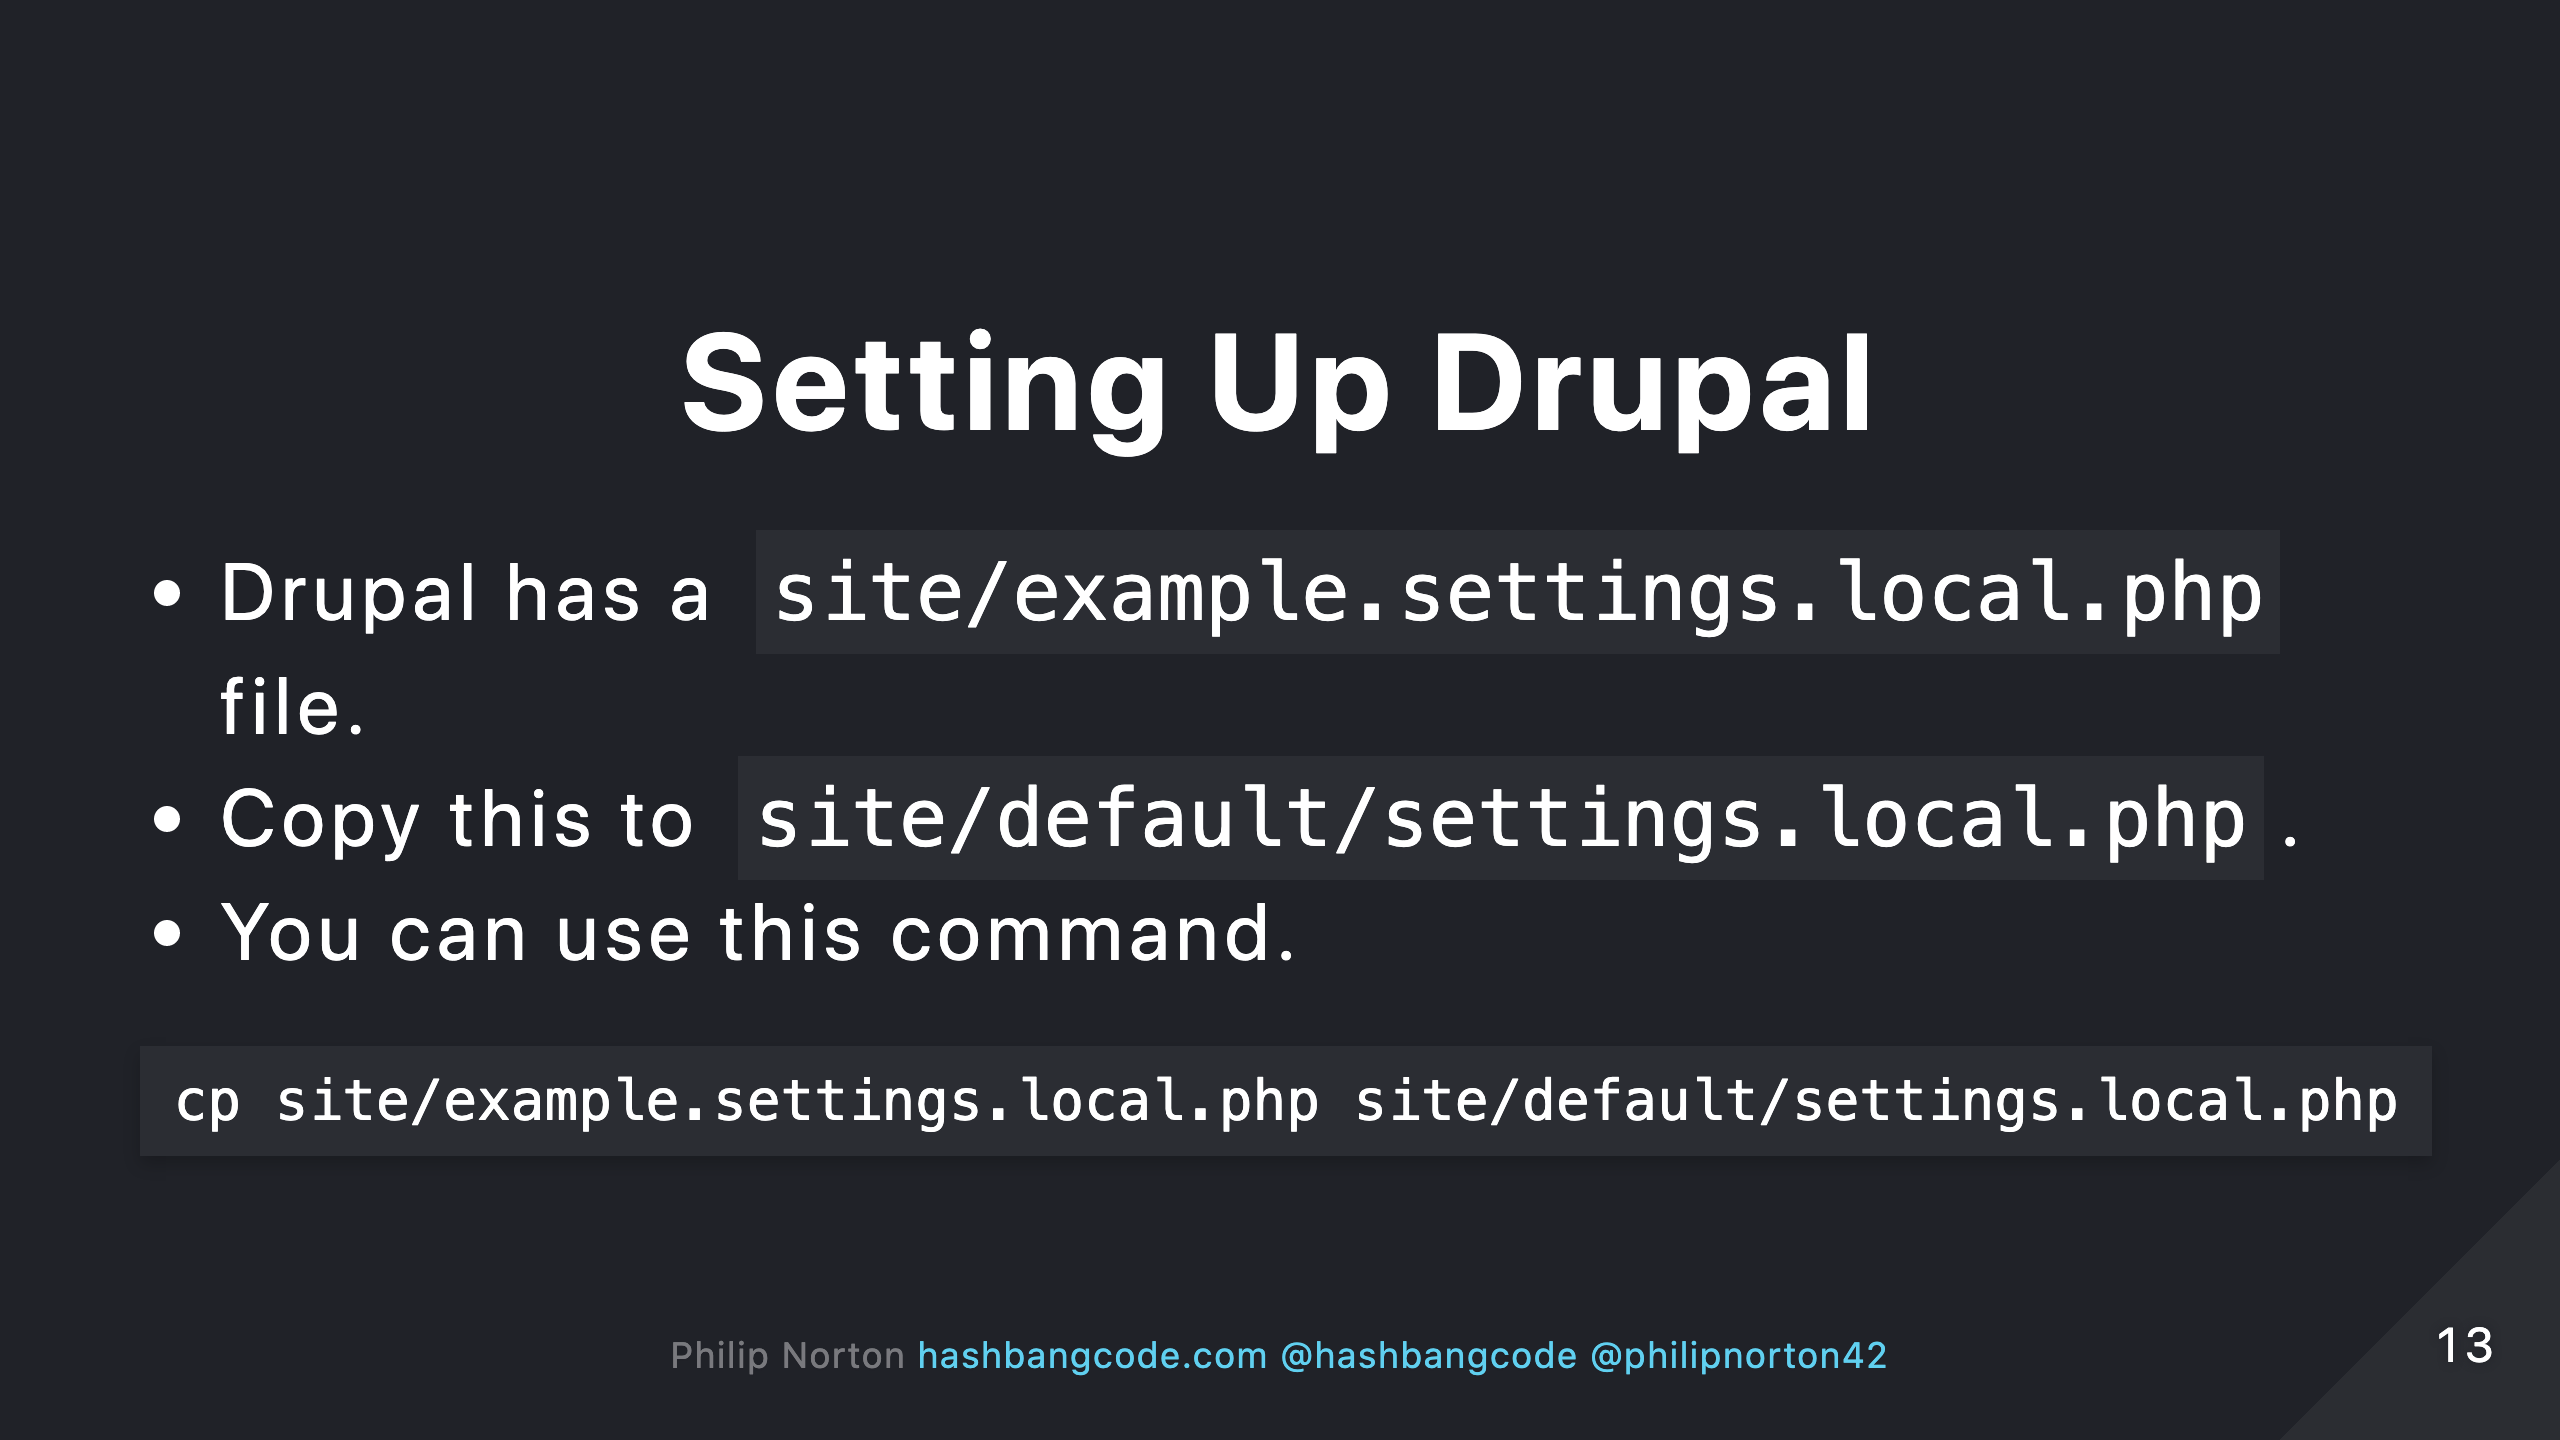 Setting Up Drupal
• Drupal has a site/example.settings.local.php
file.
• Copy this to site/default/settings.local.php .
• You can use this command.
cp site/example.settings.local.php site/default/settings.local.php
Philip Norton hashbangcode.com @hashbangcode @philipnorton42
13